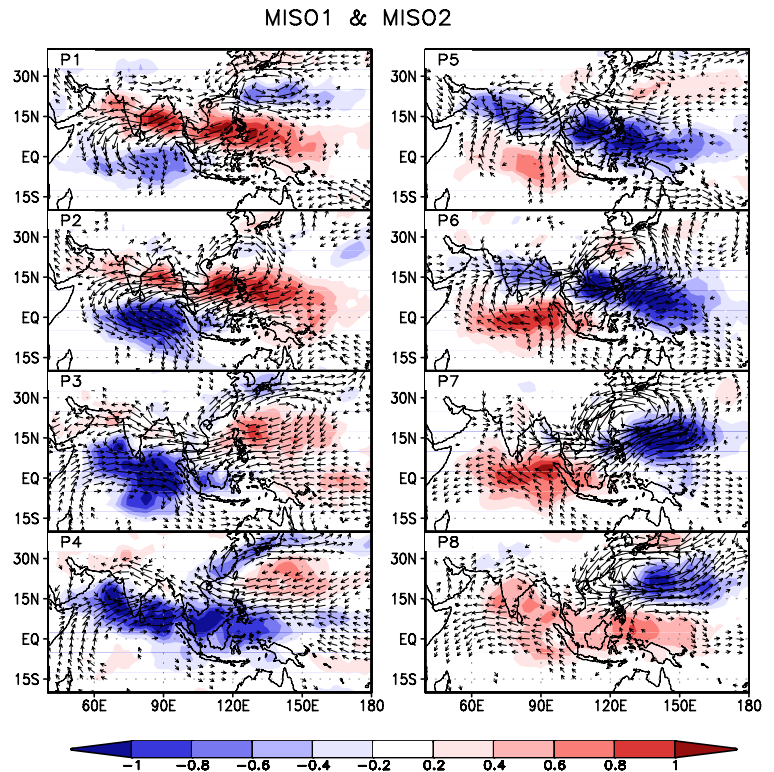 MISO1 & MISO2
P1
30N
15N
EQ
15S
P5
30N
15N
EQ
15S
P2
30N
15N
EQ
15S
P6
30N
15N
EQ
15S
P3
30N
15N
EQ
15S
P7
30N
15N
EQ
15S
P4
30N
15N
EQ
15S
60E 90E 120E 150E 180
P8
30N
15N
EQ
15S
60E 90E 120E 150E 180
-1 -0.8 -0.6 -0.4 -0.2 0.2 0.4 0.6 0.8 1